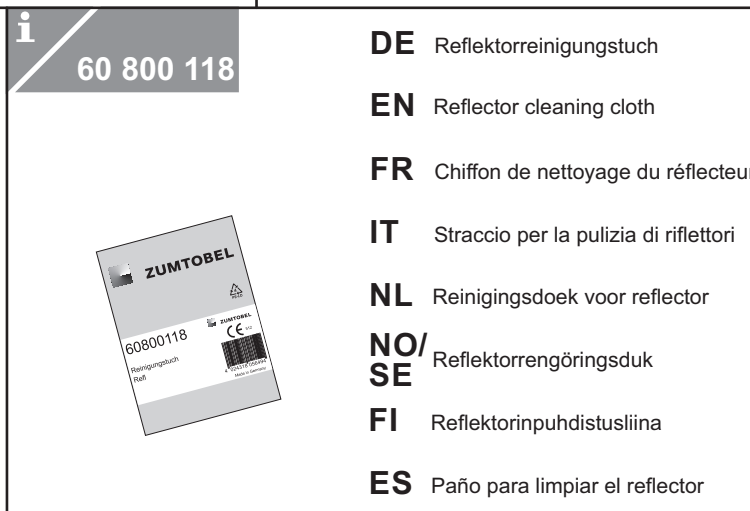 i
60 800 118
DE Reflektorreinigungstuch
EN Reflector cleaning cloth
FR Chiffon de nettoyage du réflecteur
IT Straccio per la pulizia di riflettori
NL Reinigingsdoek voor reflector
NO/
SE Reflektorrengöringsduk
FI Reflektorinpuhdistusliina
ES Paño para limpiar el reflector
ZUMTOBEL
60800118
Reinigungstuch
Refl
ZUMTOBEL
CE
Made in Germany